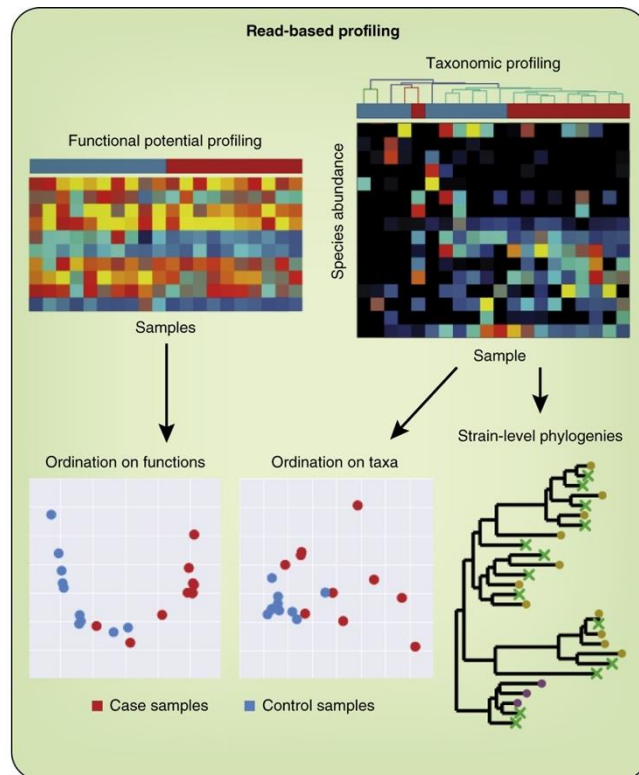 Read-based profiling
Taxonomic profiling
Functional potential profiling
Species abundance
Samples
Sample
Strain-level phylogenies
Ordination on functions
Ordination on taxa
Case samples
Control samples